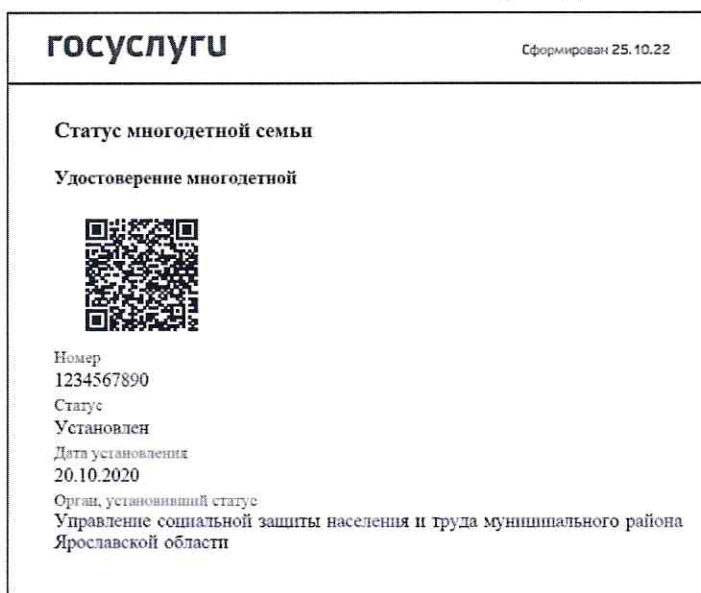 госуслуги
Сформирован 25.10.22
Статус многодетной семьи
Удостоверение многодетной
Номер
1234567890
Статус
Установлен
Дата установления
20.10.2020
Орган, установивший статус
Управление социальной защиты населения и труда муниципального района
Ярославской области